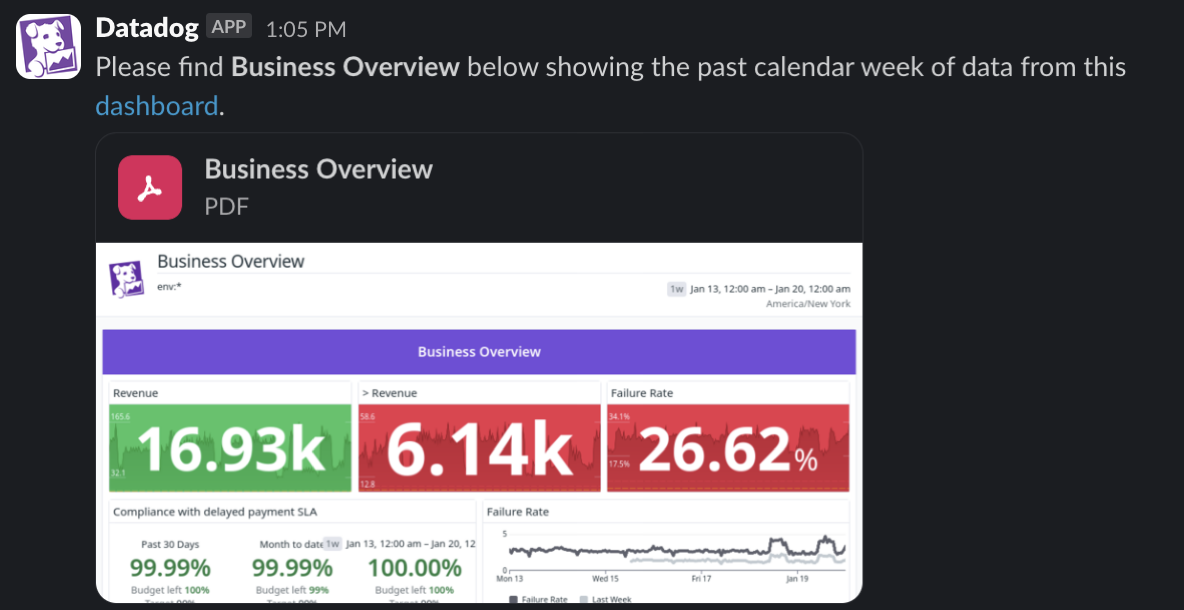 Datadog APP 1:05 PM
Please find Business Overview below showing the past calendar week of data from this
dashboard.
Business Overview
PDF
Business Overview
env:*
1w Jan 13, 12:00 am – Jan 20, 12:00 am
America/New York
Business Overview
Revenue
165.6
16.93k
32.1
> Revenue
58.6
6.14k
12.8
Failure Rate
34.1%
26.62%
17.5%
Compliance with delayed payment SLA
Past 30 Days
Month to date
1w Jan 13, 12:00 am – Jan 20, 12
99.99%
99.99%
100.00%
Budget left 100%
Budget left 99%
Budget left 100%
Failure Rate
5
0
Mon 13
Wed 15
Fri 17
Jan 19
Failure Rate
Last Week